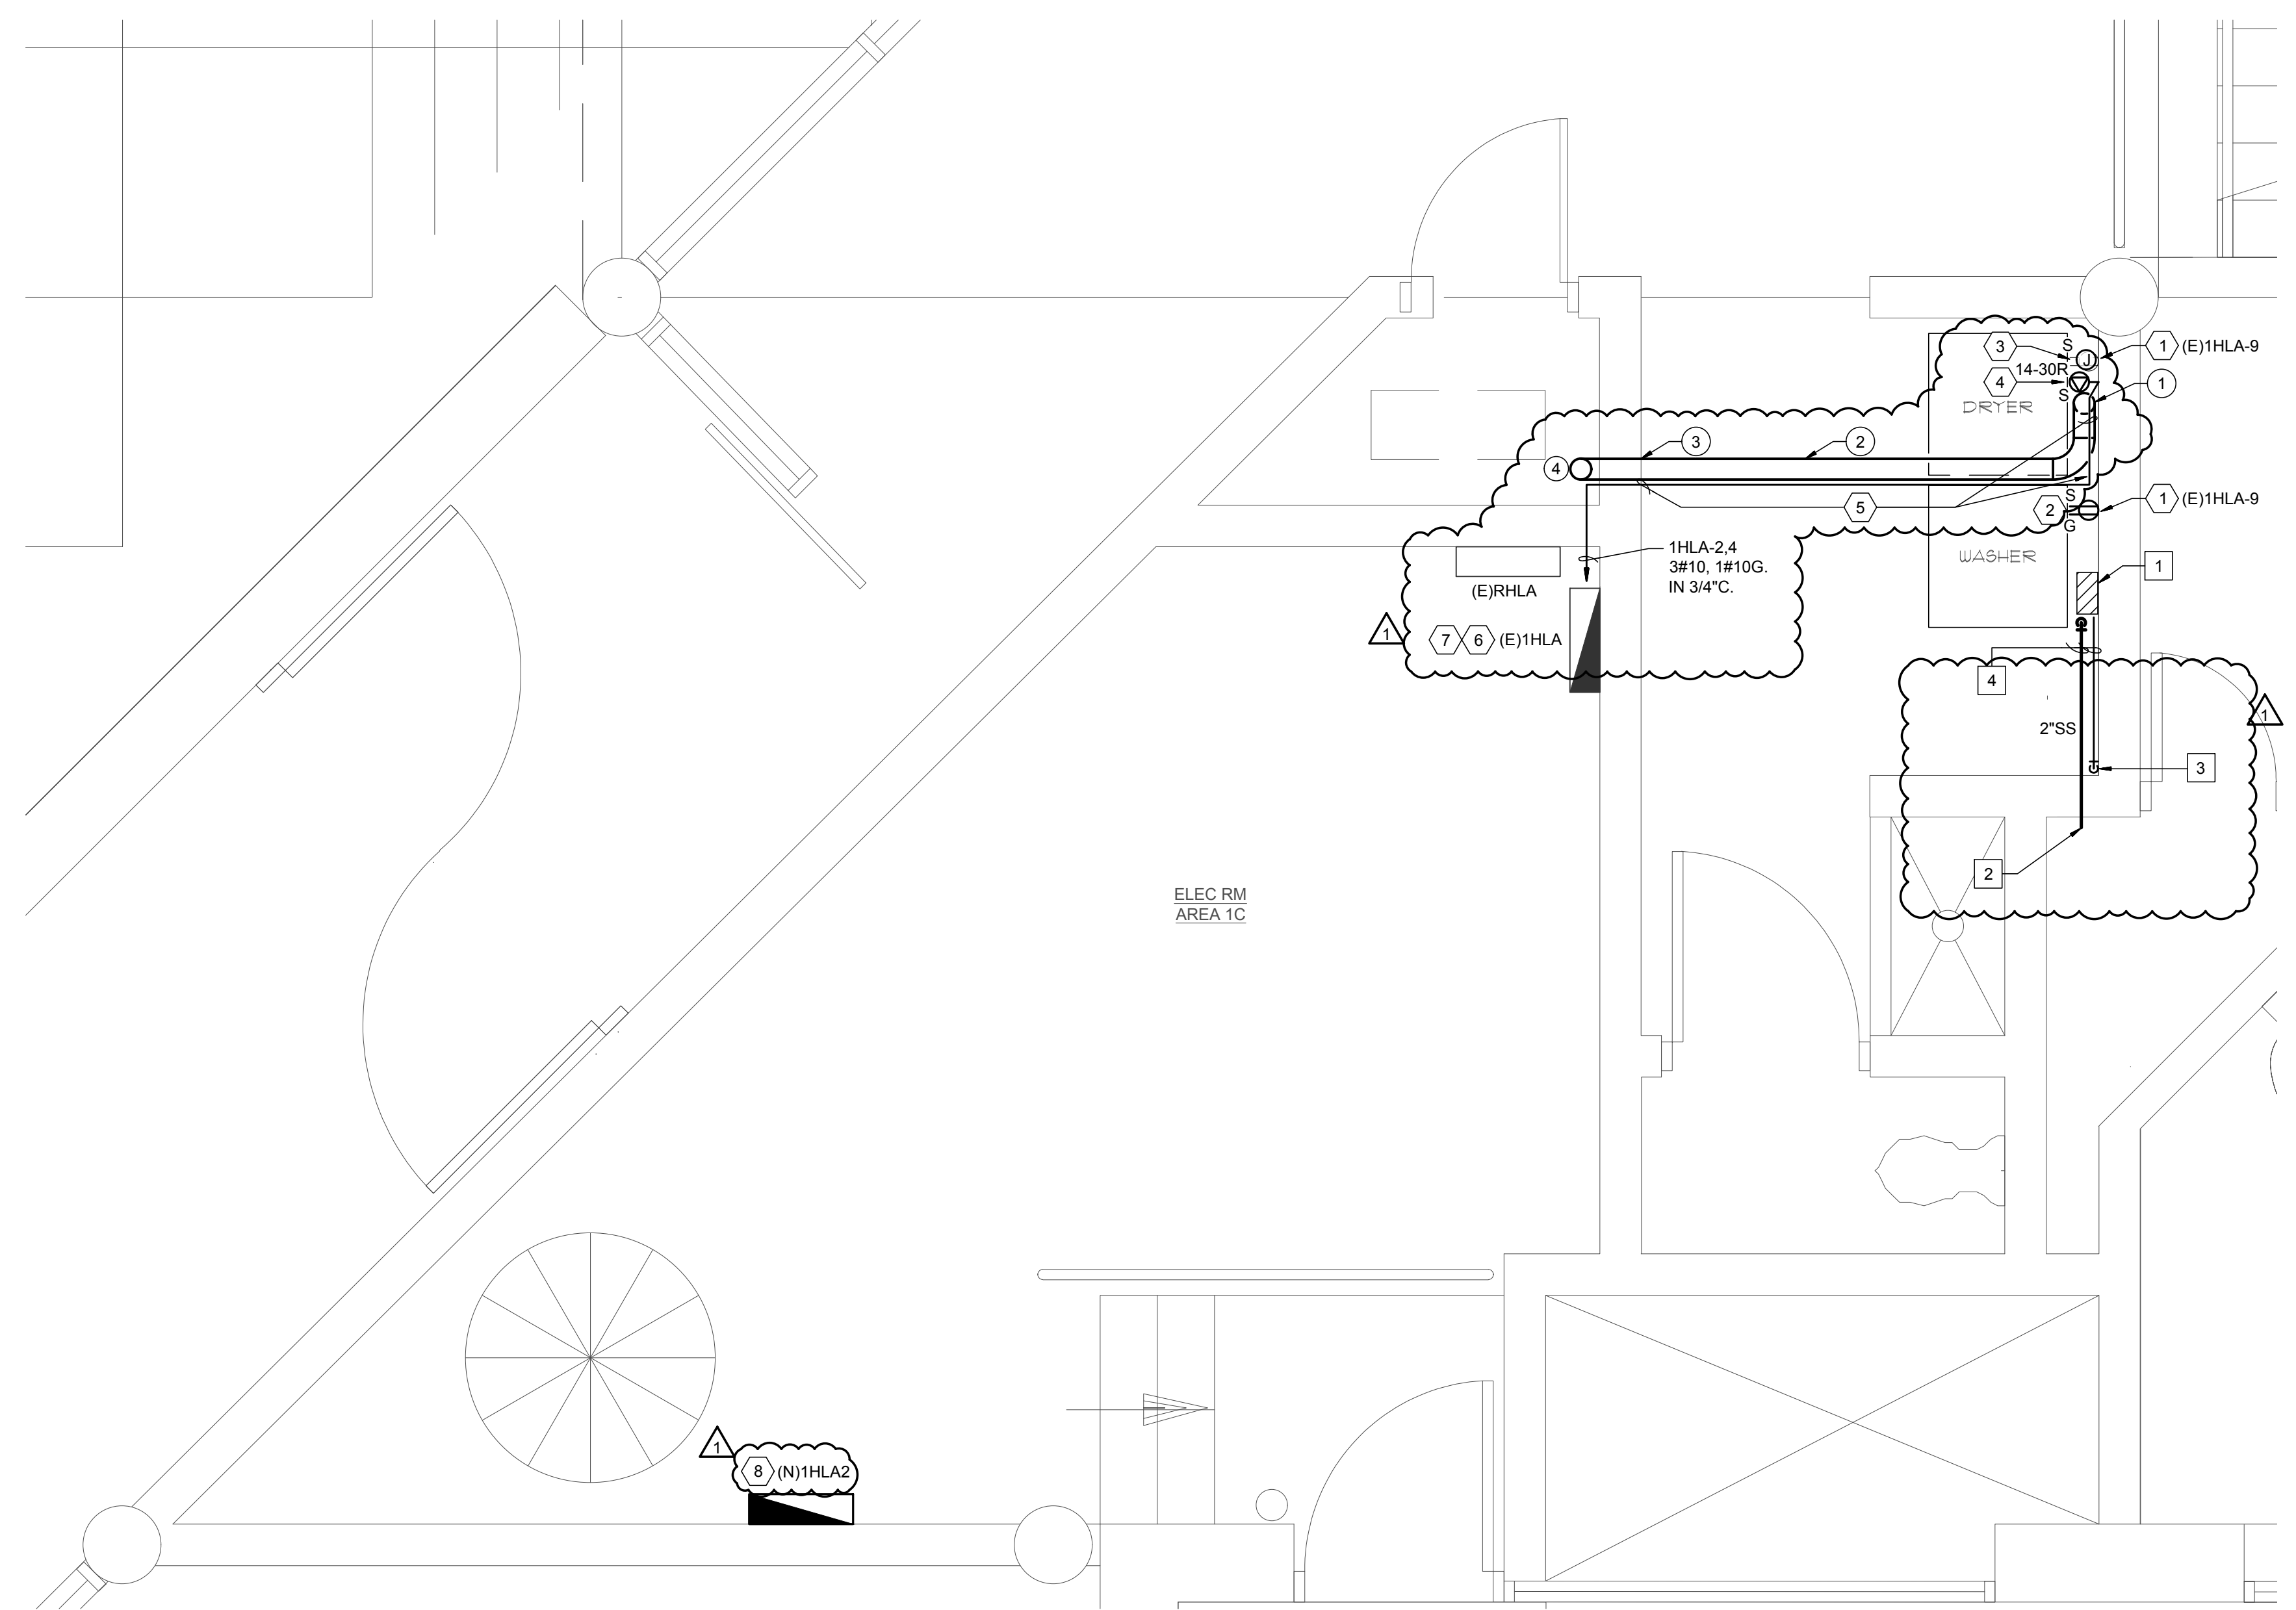 S
3
J
1 (E)1HLA-9
14-30R
4
1
S
DRYER
3
2
4
S
1 (E)1HLA-9
5
2
G
1HLA-2,4
3#10, 1#10G.
IN 3/4"C.
WASHER
1
(E)RHLA
1
7 6 (E)1HLA
4
1
2"SS
3
2
ELEC RM
AREA 1C
1
8 (N)1HLA2